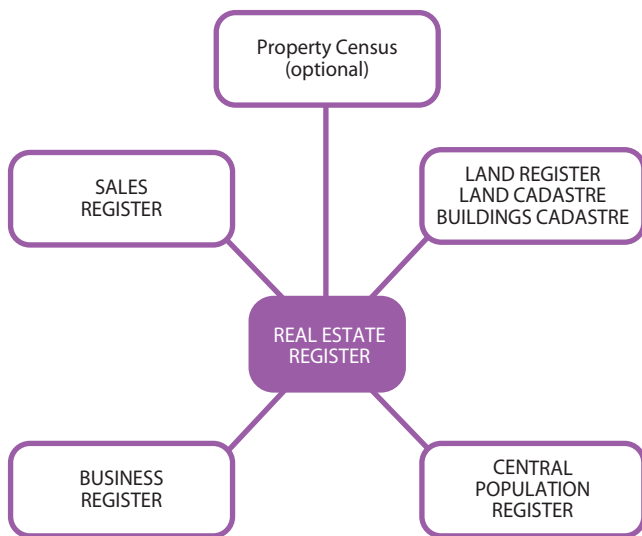 Property Census
(optional)
SALES
REGISTER
LAND REGISTER
LAND CADASTRE
BUILDINGS CADASTRE
REAL ESTATE
REGISTER
BUSINESS
REGISTER
CENTRAL
POPULATION
REGISTER